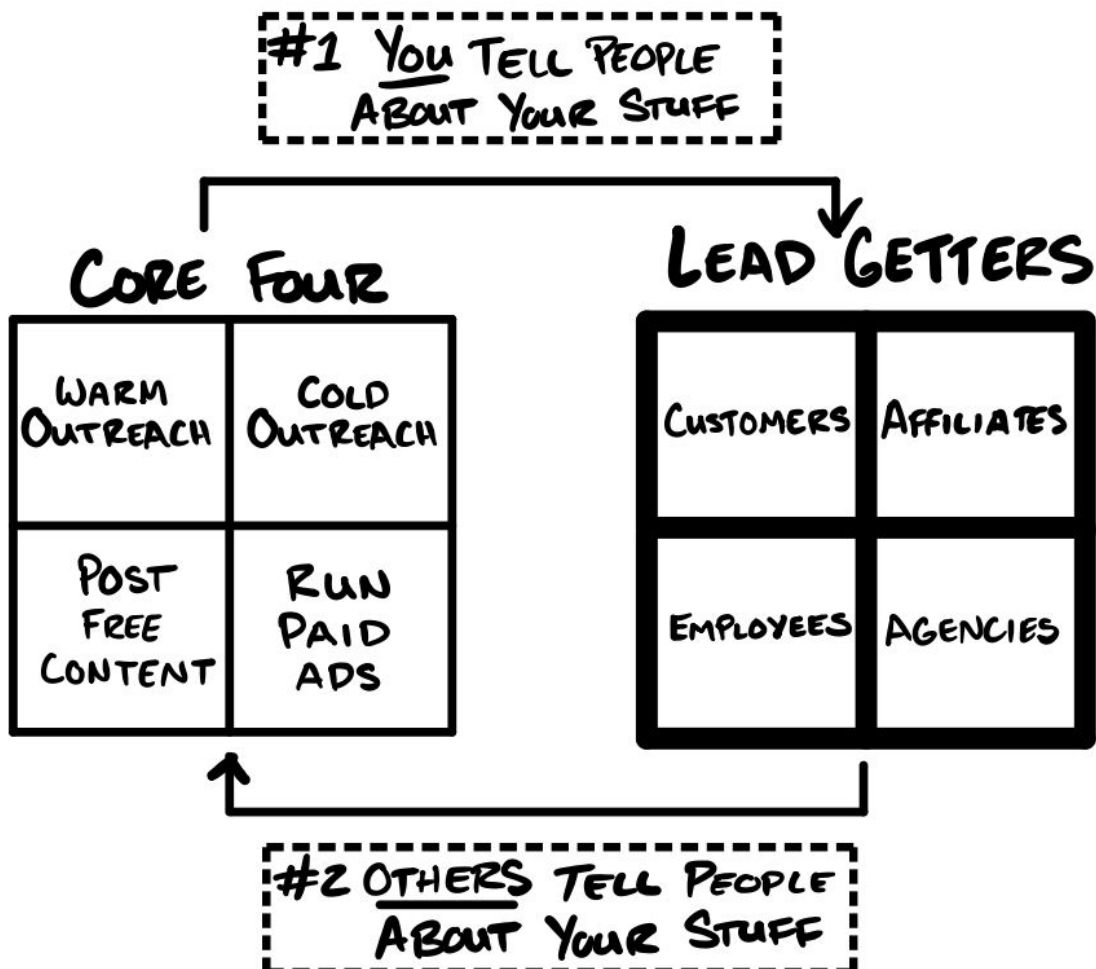 #1 YOU TELL PEOPLE
ABOUT YOUR STUFF
CORE FOUR
WARM
OUTREACH
COLD
OUTREACH
POST
FREE
CONTENT
RUN
PAID
ADS
LEAD GETTERS
CUSTOMERS
AFFILIATES
EMPLOYEES
AGENCIES
#2 OTHERS TELL PEOPLE
ABOUT YOUR STUFF